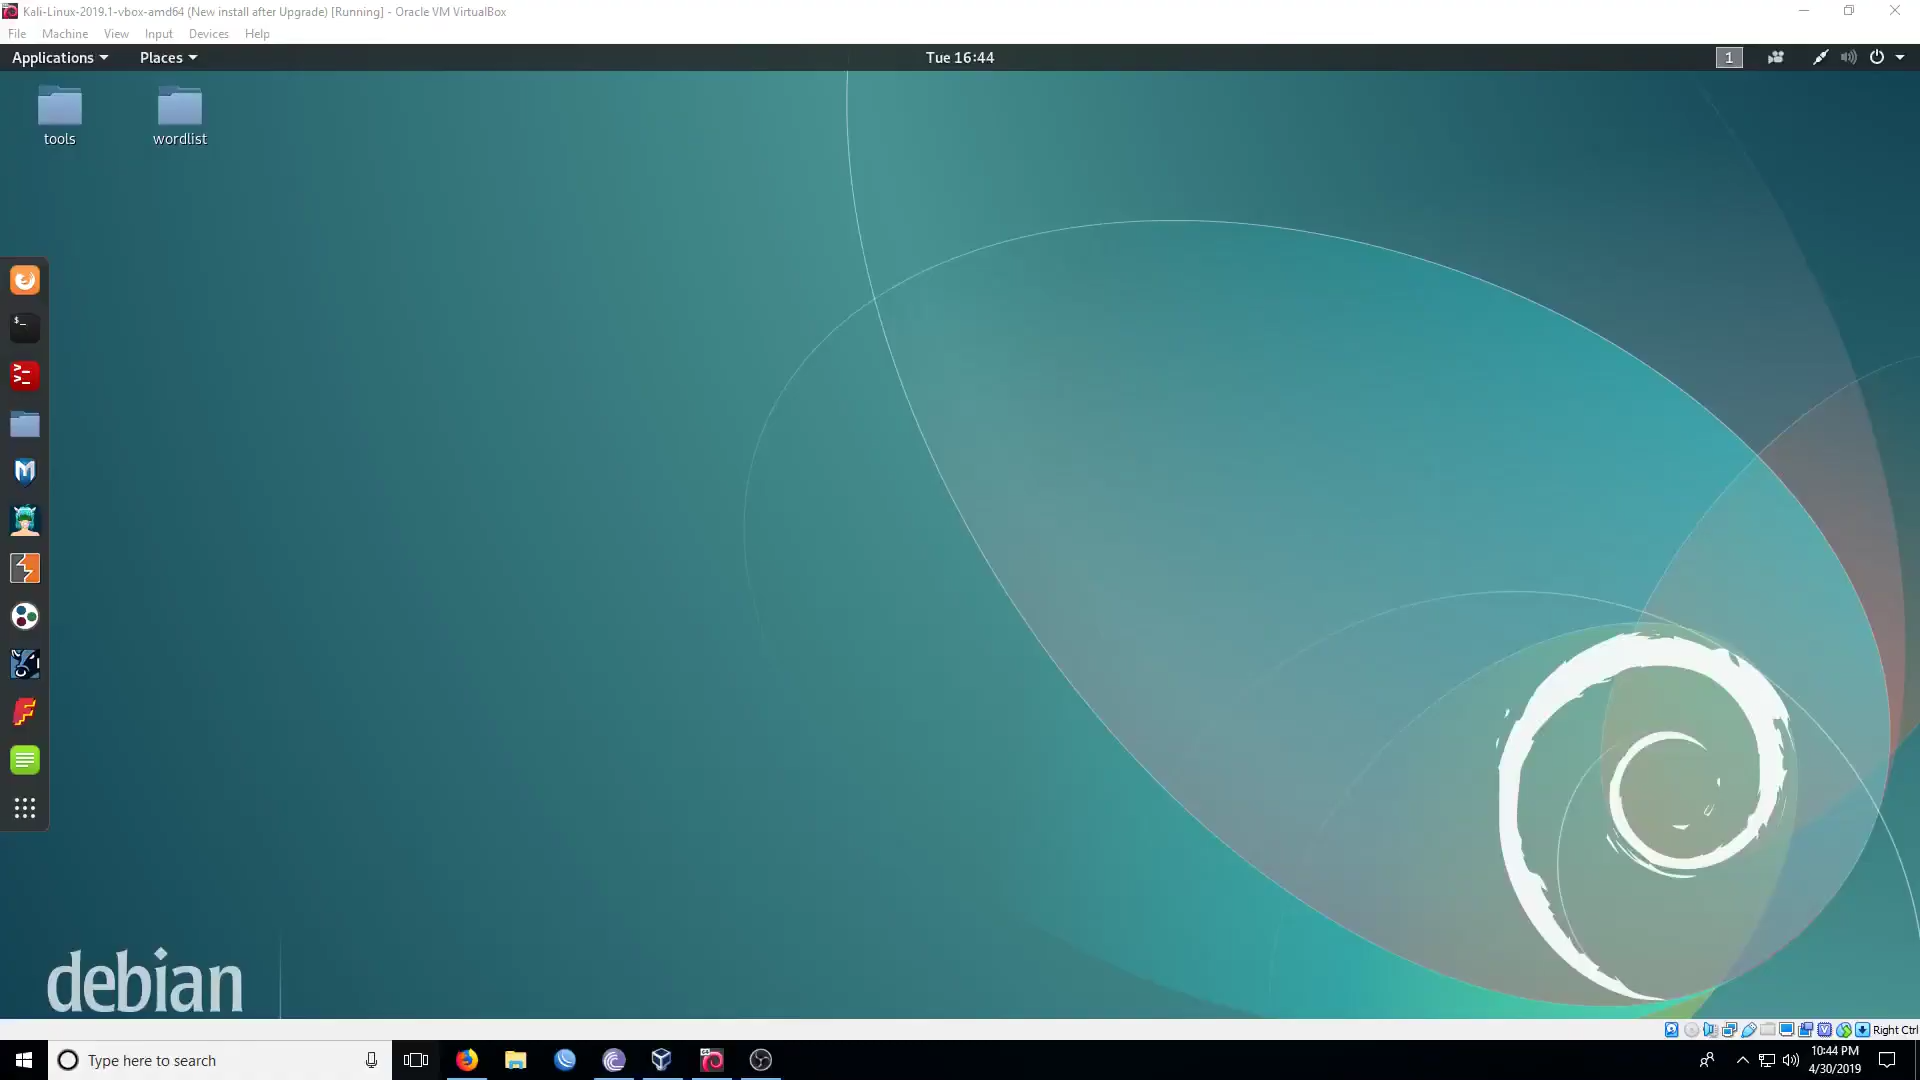 Kali-Linux-2019.1-vbox-amd64 (New install after Upgrade) [Running] - Oracle VM VirtualBox
File Machine View Input Devices Help
Applications Places Tue 16:44 1
tools wordlist
debian
Right Ctrl
Type here to search
10:44 PM
4/30/2019